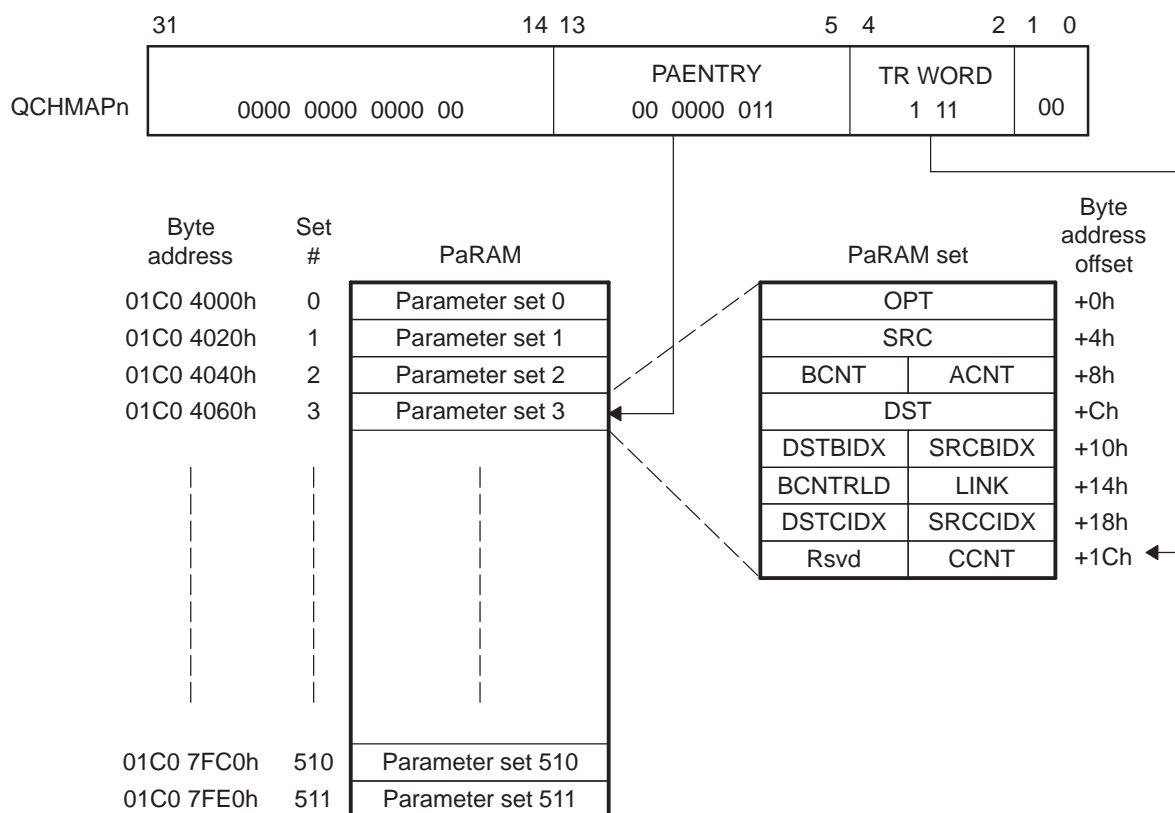 31 14 13 5 4 2 1 0
PAENTRY TR WORD
QCHMAPn 0000 0000 0000 00 00 0000 011 1 11 00
Byte address
Set #
PaRAM
01C0 4000h 0 Parameter set 0
01C0 4020h 1 Parameter set 1
01C0 4040h 2 Parameter set 2
01C0 4060h 3 Parameter set 3
01C0 7FC0h 510 Parameter set 510
01C0 7FE0h 511 Parameter set 511
PaRAM set
Byte address offset
OPT +0h
SRC +4h
BCNT ACNT +8h
DST +Ch
DSTBIDX SRCBIDX +10h
BCNTRLD LINK +14h
DSTCIDX SRCCIDX +18h
Rsvd CCNT +1Ch